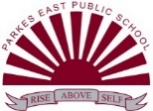 PARKES EAST PUBLIC SCHOOL
RISE ABOVE SELF